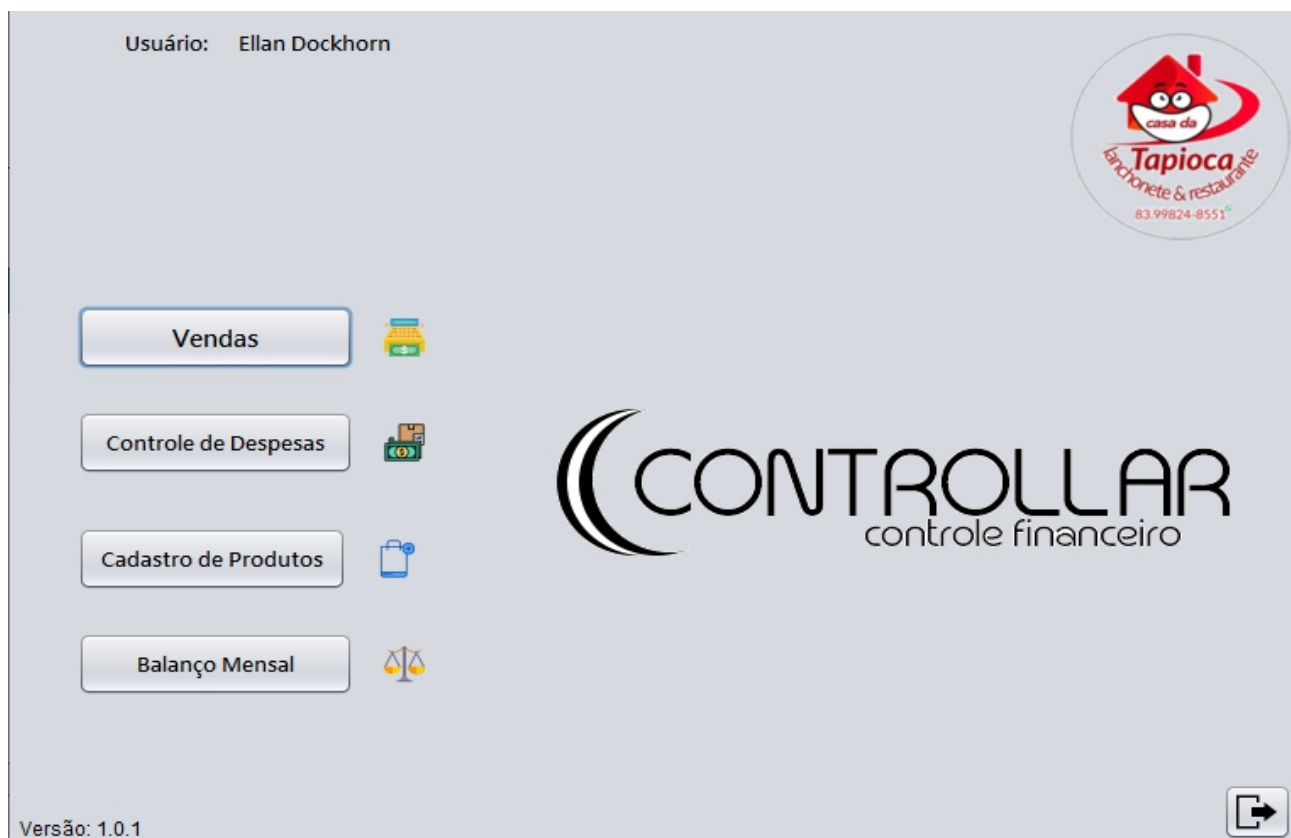 Usuário: Ellan Dockhorn
casa da
Tapioca
lanchonete & restaurante
83.99824-8551
Vendas
Controle de Despesas
CONTROLLAR
controle financeiro
Cadastro de Produtos
Balanço Mensal
Versão: 1.0.1